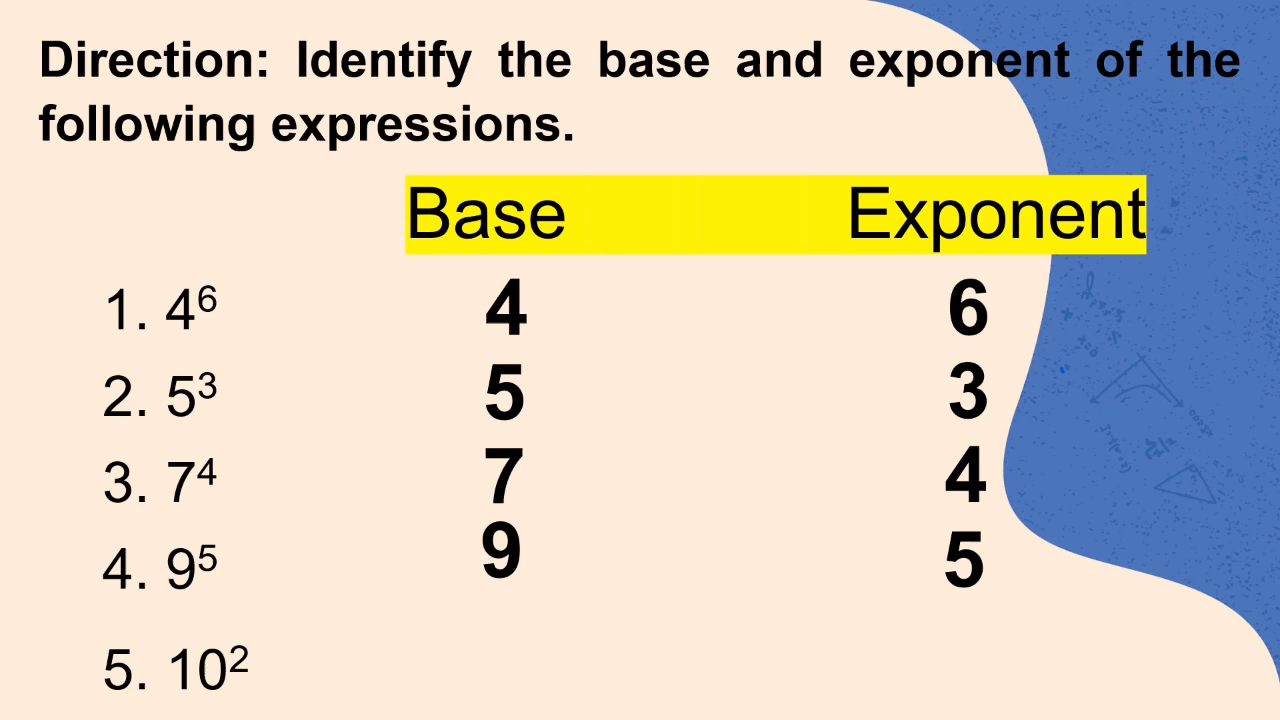 Direction: Identify the base and exponent of the
following expressions.
Base Exponent
1. 4⁶ 4 6
2. 5³ 5 3
3. 7⁴ 7 4
4. 9⁵ 9 5
5. 10²